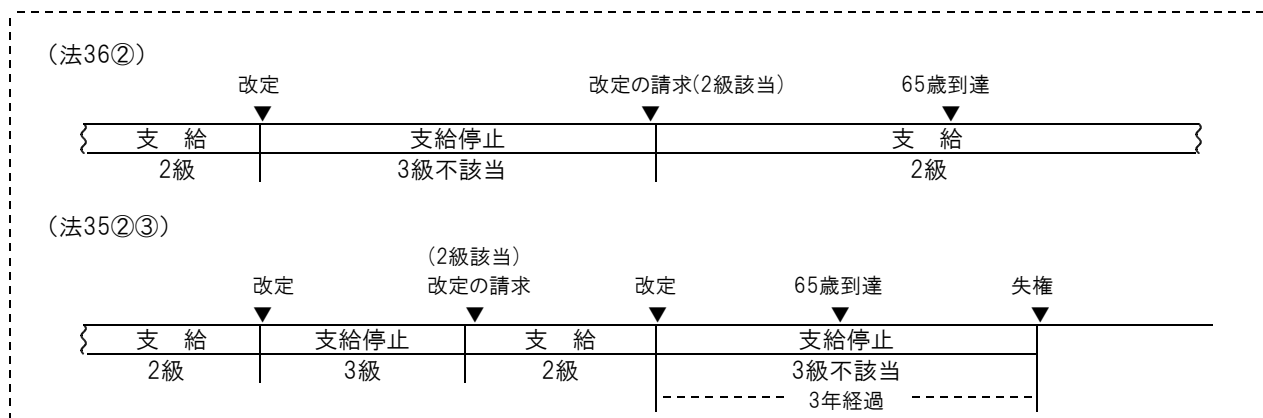 （法36②）
改定 改定の請求(2級該当) 65歳到達
▼ ▼ ▼
支　給 支給停止 支　給
2級 3級不該当 2級
（法35②③）
(2級該当)
改定 改定の請求 改定 65歳到達 失権
▼ ▼ ▼ ▼ ▼
支　給 支給停止 支　給 支給停止
2級 3級 2級 3級不該当
3年経過